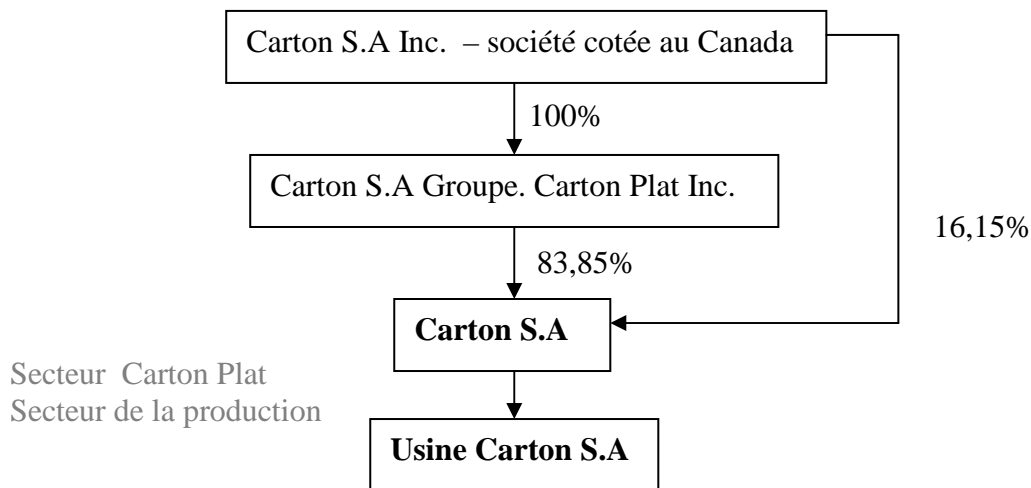 Carton S.A Inc. – société cotée au Canada
100%
Carton S.A Groupe. Carton Plat Inc.
16,15%
83,85%
Carton S.A
Secteur Carton Plat
Secteur de la production
Usine Carton S.A